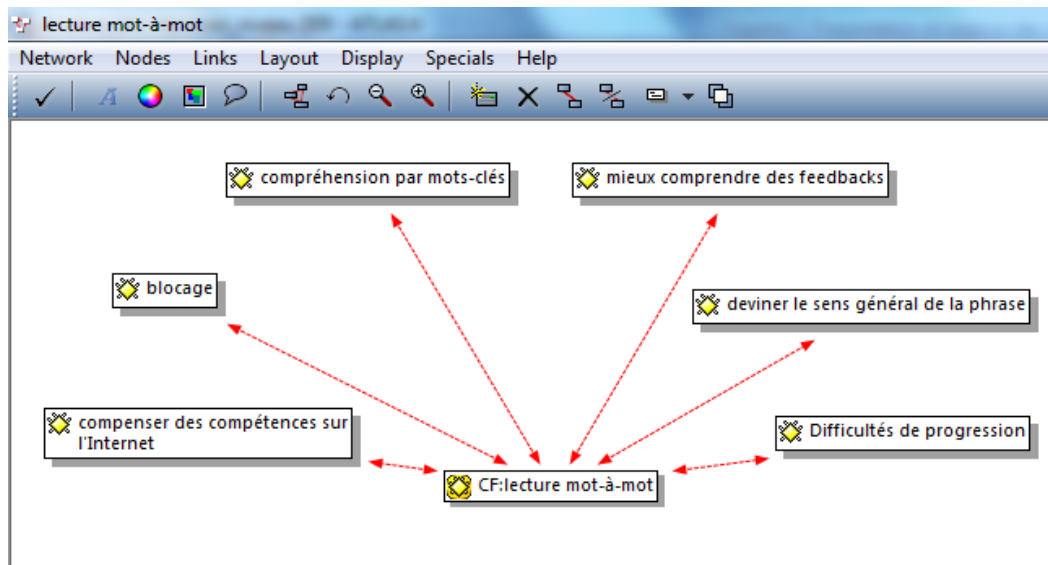 lecture mot-à-mot
Network Nodes Links Layout Display Specials Help
compréhension par mots-clés
mieux comprendre des feedbacks
blocage
deviner le sens général de la phrase
compenser des compétences sur
l'Internet
Difficultés de progression
CF:lecture mot-à-mot